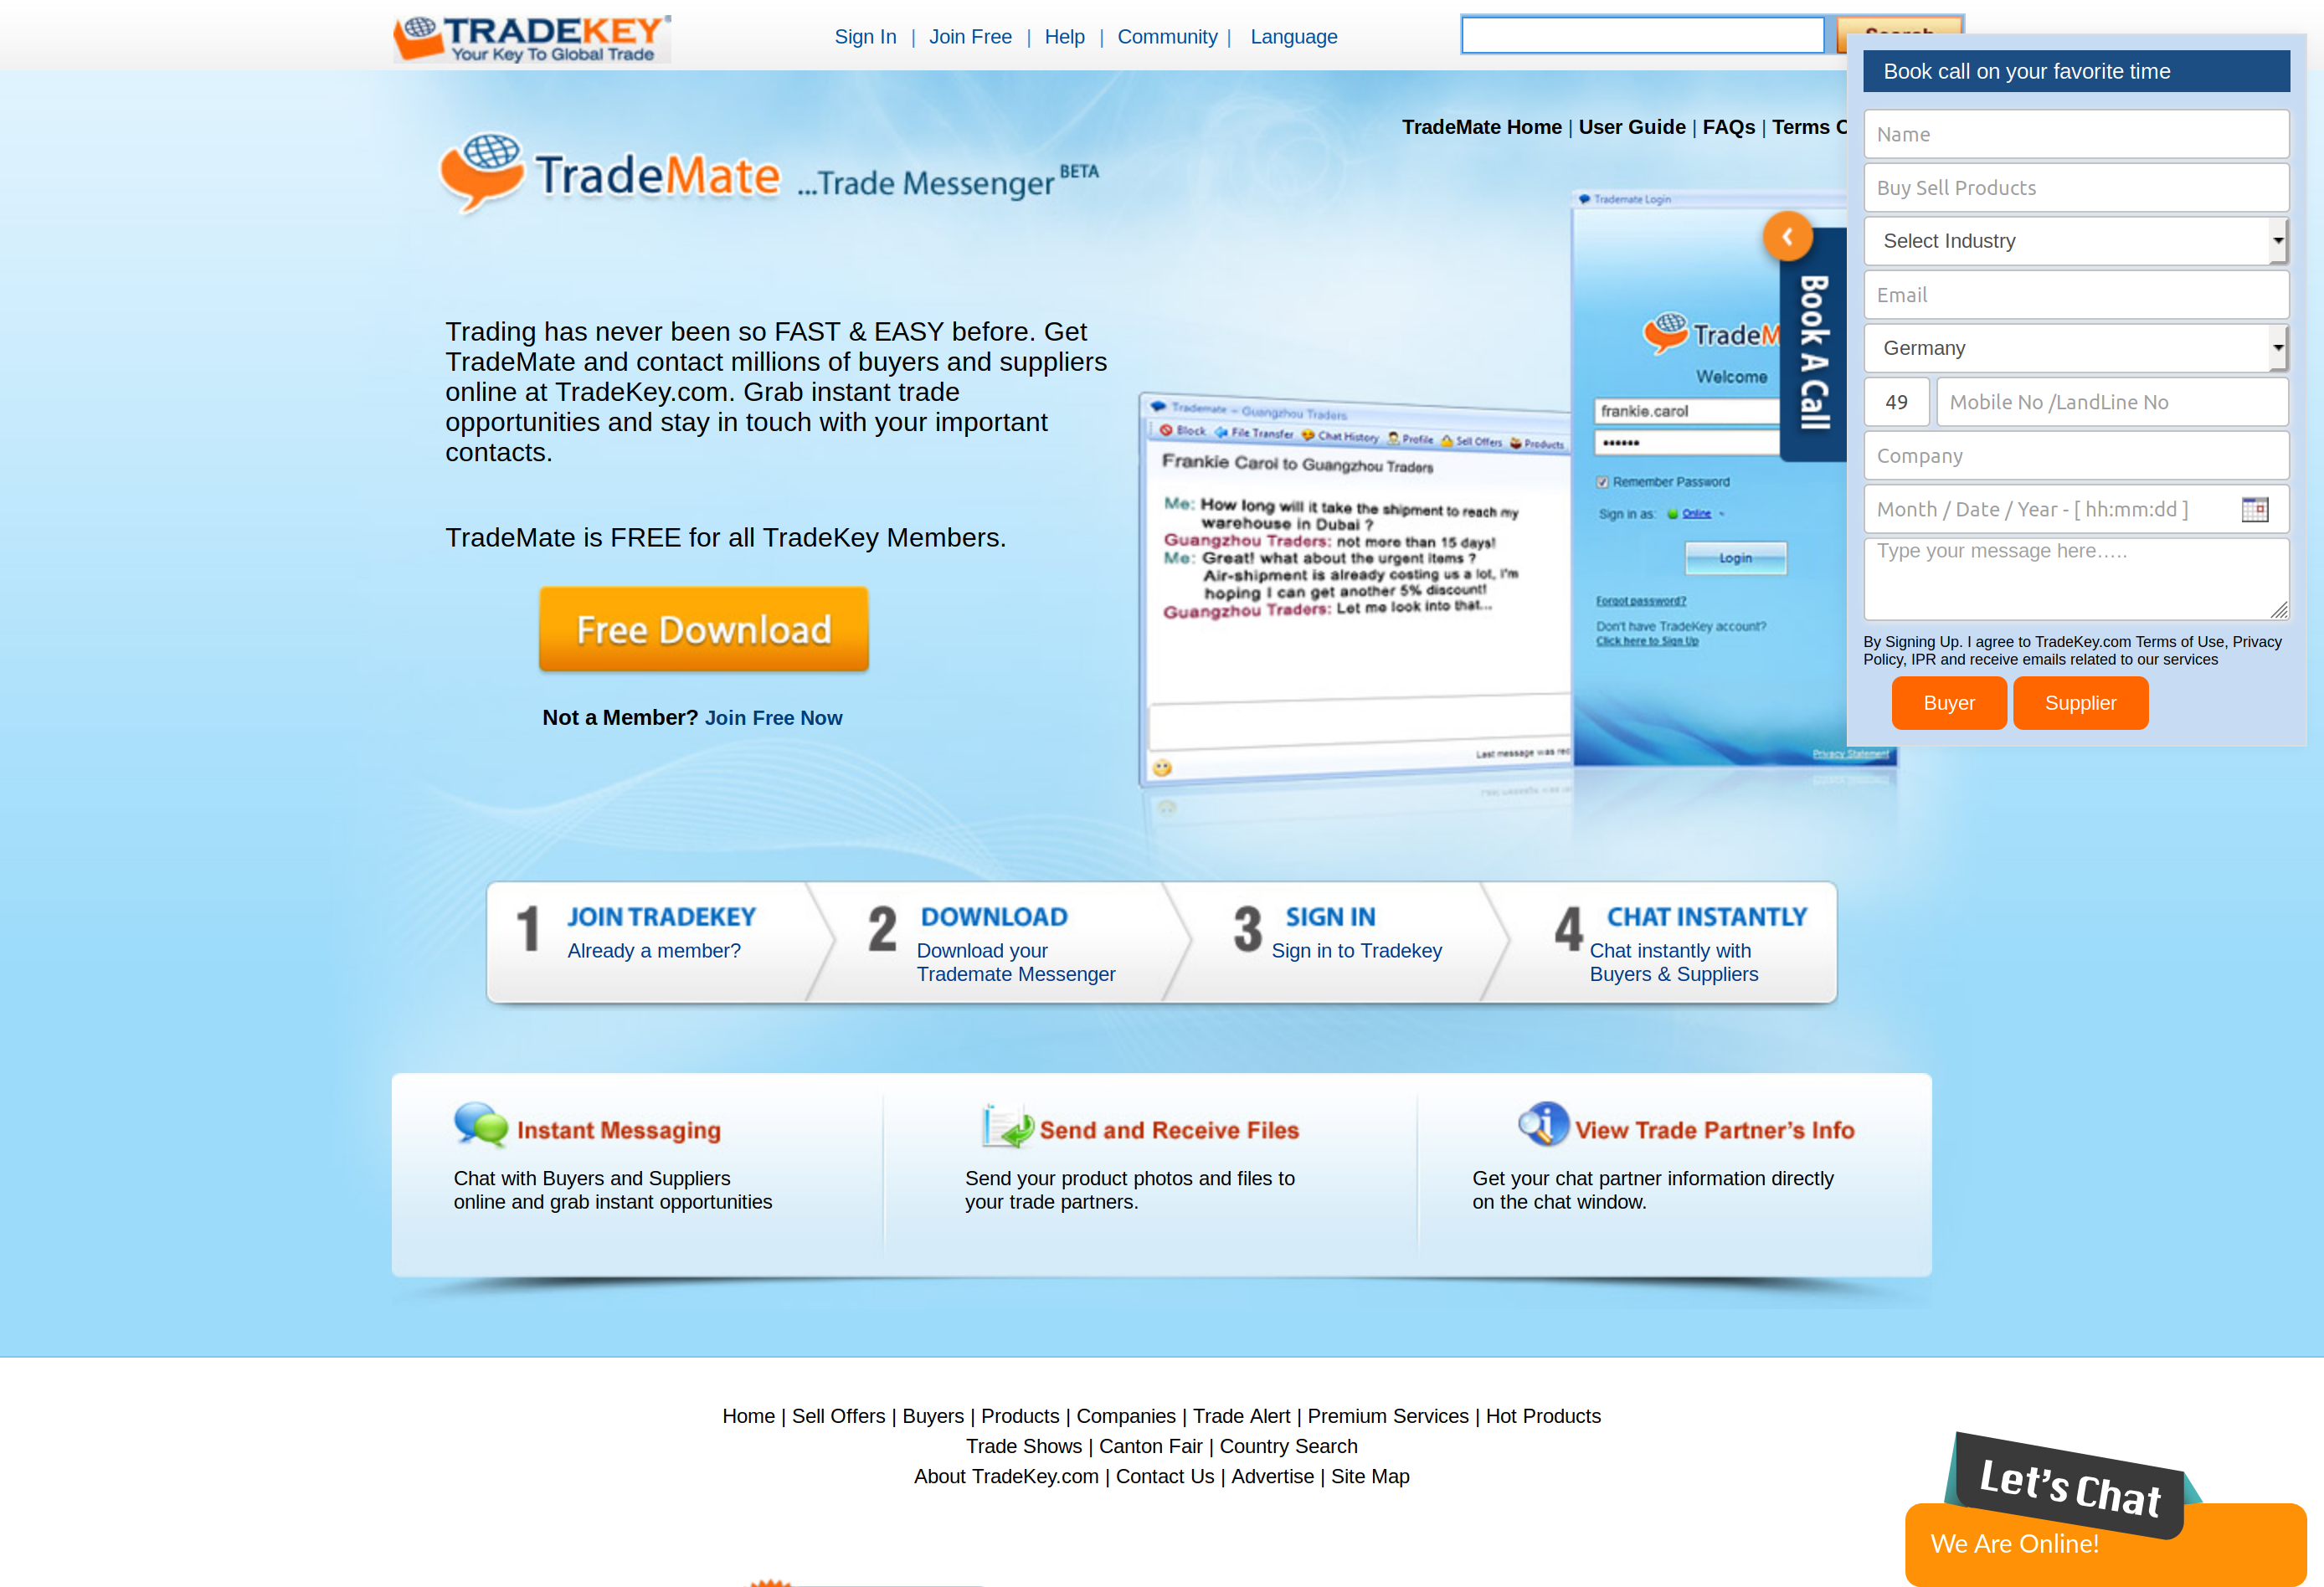 TRADEKEY®
Your Key To Global Trade
Sign In | Join Free | Help | Community | Language
TradeMate ...Trade Messenger BETA
TradeMate Home | User Guide | FAQs | Terms
Trading has never been so FAST & EASY before. Get
TradeMate and contact millions of buyers and suppliers
online at TradeKey.com. Grab instant trade
opportunities and stay in touch with your important
contacts.
TradeMate is FREE for all TradeKey Members.
Free Download
Not a Member? Join Free Now
Trademate - Guangzhou Traders
Block File Transfer Chat History Profile Sell Offers Products
Frankie Carol to Guangzhou Traders
Me: How long will it take the shipment to reach my
warehouse in Dubai ?
Guangzhou Traders: not more than 15 days!
Me: Great! what about the urgent items ?
Air-shipment is already costing us a lot, I'm
hoping I can get another 5% discount!
Guangzhou Traders: Let me look into that...
Last message was
Trademate Login
Welcome
frankie.carol
Remember Password
Sign in as: Online
Login
Forgot password?
Don't have TradeKey account?
Click here to Sign Up
Privacy Statement
Book A Call
Book call on your favorite time
Name
Buy Sell Products
Select Industry
Email
Germany
49 Mobile No /LandLine No
Company
Month / Date / Year - [ hh:mm:dd ]
Type your message here.....
By Signing Up. I agree to TradeKey.com Terms of Use, Privacy
Policy, IPR and receive emails related to our services
Buyer Supplier
1 JOIN TRADEKEY
Already a member?
2 DOWNLOAD
Download your
Trademate Messenger
3 SIGN IN
Sign in to Tradekey
4 CHAT INSTANTLY
Chat instantly with
Buyers & Suppliers
Instant Messaging
Chat with Buyers and Suppliers
online and grab instant opportunities
Send and Receive Files
Send your product photos and files to
your trade partners.
View Trade Partner's Info
Get your chat partner information directly
on the chat window.
Home | Sell Offers | Buyers | Products | Companies | Trade Alert | Premium Services | Hot Products
Trade Shows | Canton Fair | Country Search
About TradeKey.com | Contact Us | Advertise | Site Map
Let's Chat
We Are Online!